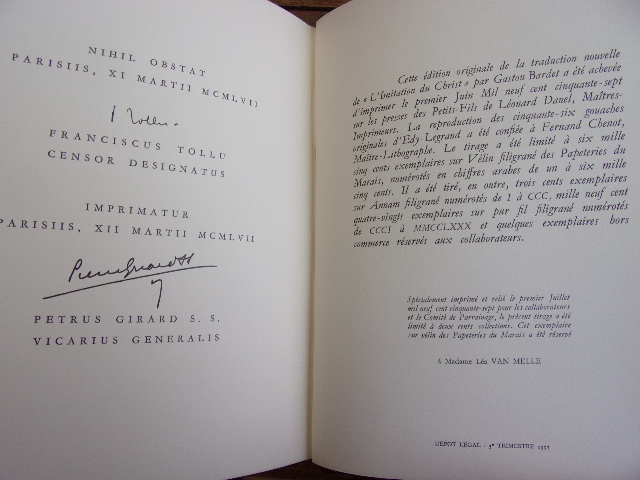 NIHIL OBSTAT
PARISIIS, XI MARTII MCMLVII
FRANCISCUS TOLLU
CENSOR DESIGNATUS
IMPRIMATUR
PARISIIS, XII MARTII MCMLVII
PETRUS GIRARD S. S.
VICARIUS GENERALIS
Cette édition originale de la traduction nouvelle
de « L'Imitation du Christ » par Gaston Bardet a été achevée
d'imprimer le premier Juin Mil neuf cent cinquante-sept
sur les presses des Petits-Fils de Léonard Danel, Maîtres-
Imprimeurs. La reproduction des cinquante-six gouaches
originales d'Edy Legrand a été confiée à Fernand Chenot,
Maître-Lithographe. Le tirage a été limité à six mille
cinq cents exemplaires sur Vélin filigrané des Papeteries du
Marais, numérotés en chiffres arabes de un à six mille
cinq cents. Il a été tiré, en outre, trois cents exemplaires
sur Annam filigrané numérotés de I à CCC, mille neuf cent
quatre-vingts exemplaires sur pur fil filigrané numérotés
de CCCI à MMCCLXXX et quelques exemplaires hors
commerce réservés aux collaborateurs.
Spécialement imprimé et relié le premier Juillet
mil neuf cent cinquante-sept pour les collaborateurs
et le Comité de Parrainage, le présent tirage a été
limité à deux cents collections. Cet exemplaire
sur vélin des Papeteries du Marais a été réservé
à Madame Léa VAN MELLE
DÉPOT LÉGAL - 3e TRIMESTRE 1957